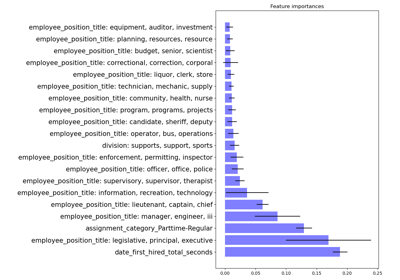 Feature importances
employee_position_title: equipment, auditor, investment
employee_position_title: planning, resources, resource
employee_position_title: budget, senior, scientist
employee_position_title: correctional, correction, corporal
employee_position_title: liquor, clerk, store
employee_position_title: technician, mechanic, supply
employee_position_title: community, health, nurse
employee_position_title: program, programs, projects
employee_position_title: candidate, sheriff, deputy
employee_position_title: operator, bus, operations
division: supports, support, sports
employee_position_title: enforcement, permitting, inspector
employee_position_title: officer, office, police
employee_position_title: supervisory, supervisor, therapist
employee_position_title: information, recreation, technology
employee_position_title: lieutenant, captain, chief
employee_position_title: manager, engineer, iii
assignment_category_Parttime-Regular
employee_position_title: legislative, principal, executive
date_first_hired_total_seconds
0.00 0.05 0.10 0.15 0.20 0.25